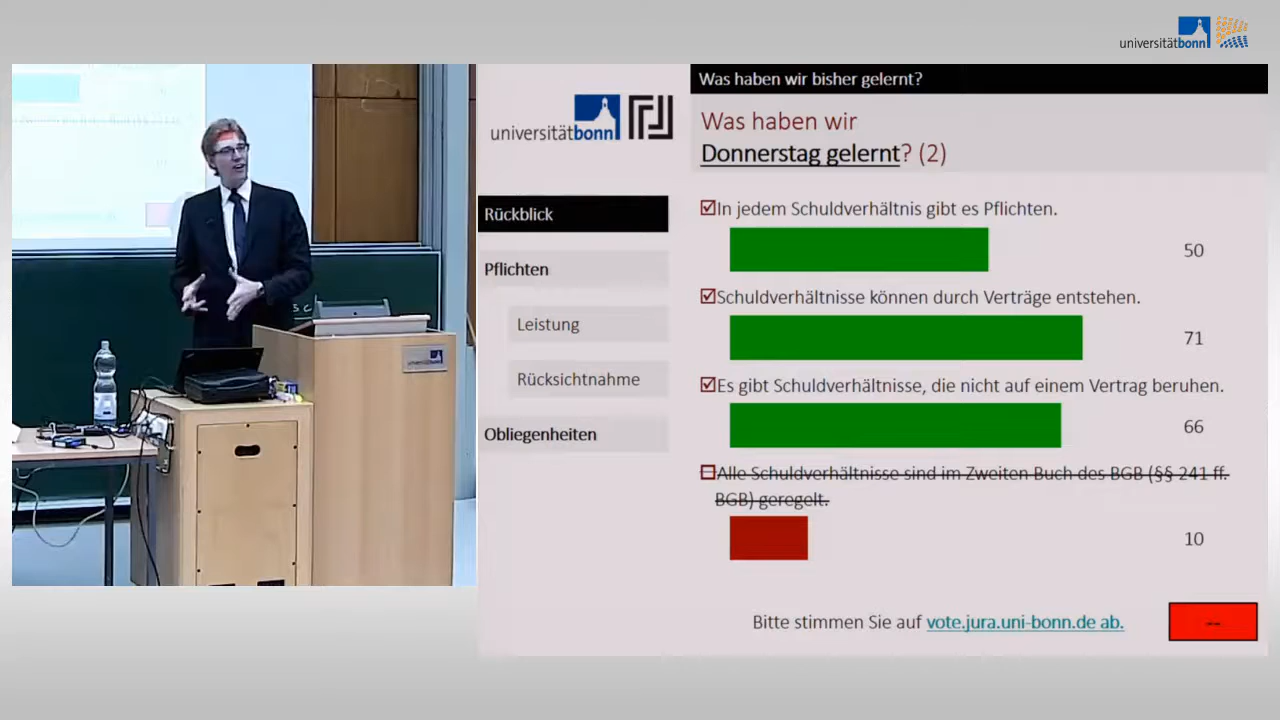 universitätbonn
Was haben wir bisher gelernt?
universitätbonn
Was haben wir
Donnerstag gelernt? (2)
Rückblick
Pflichten
Leistung
Rücksichtnahme
Obliegenheiten
In jedem Schuldverhältnis gibt es Pflichten.
50
Schuldverhältnisse können durch Verträge entstehen.
71
Es gibt Schuldverhältnisse, die nicht auf einem Vertrag beruhen.
66
Alle Schuldverhältnisse sind im Zweiten Buch des BGB (§§ 241 ff.
BGB) geregelt.
10
Bitte stimmen Sie auf vote.jura.uni-bonn.de ab.